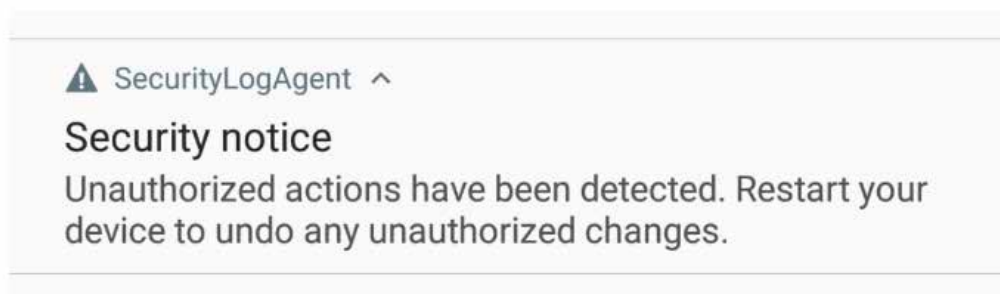 SecurityLogAgent
Security notice
Unauthorized actions have been detected. Restart your
device to undo any unauthorized changes.